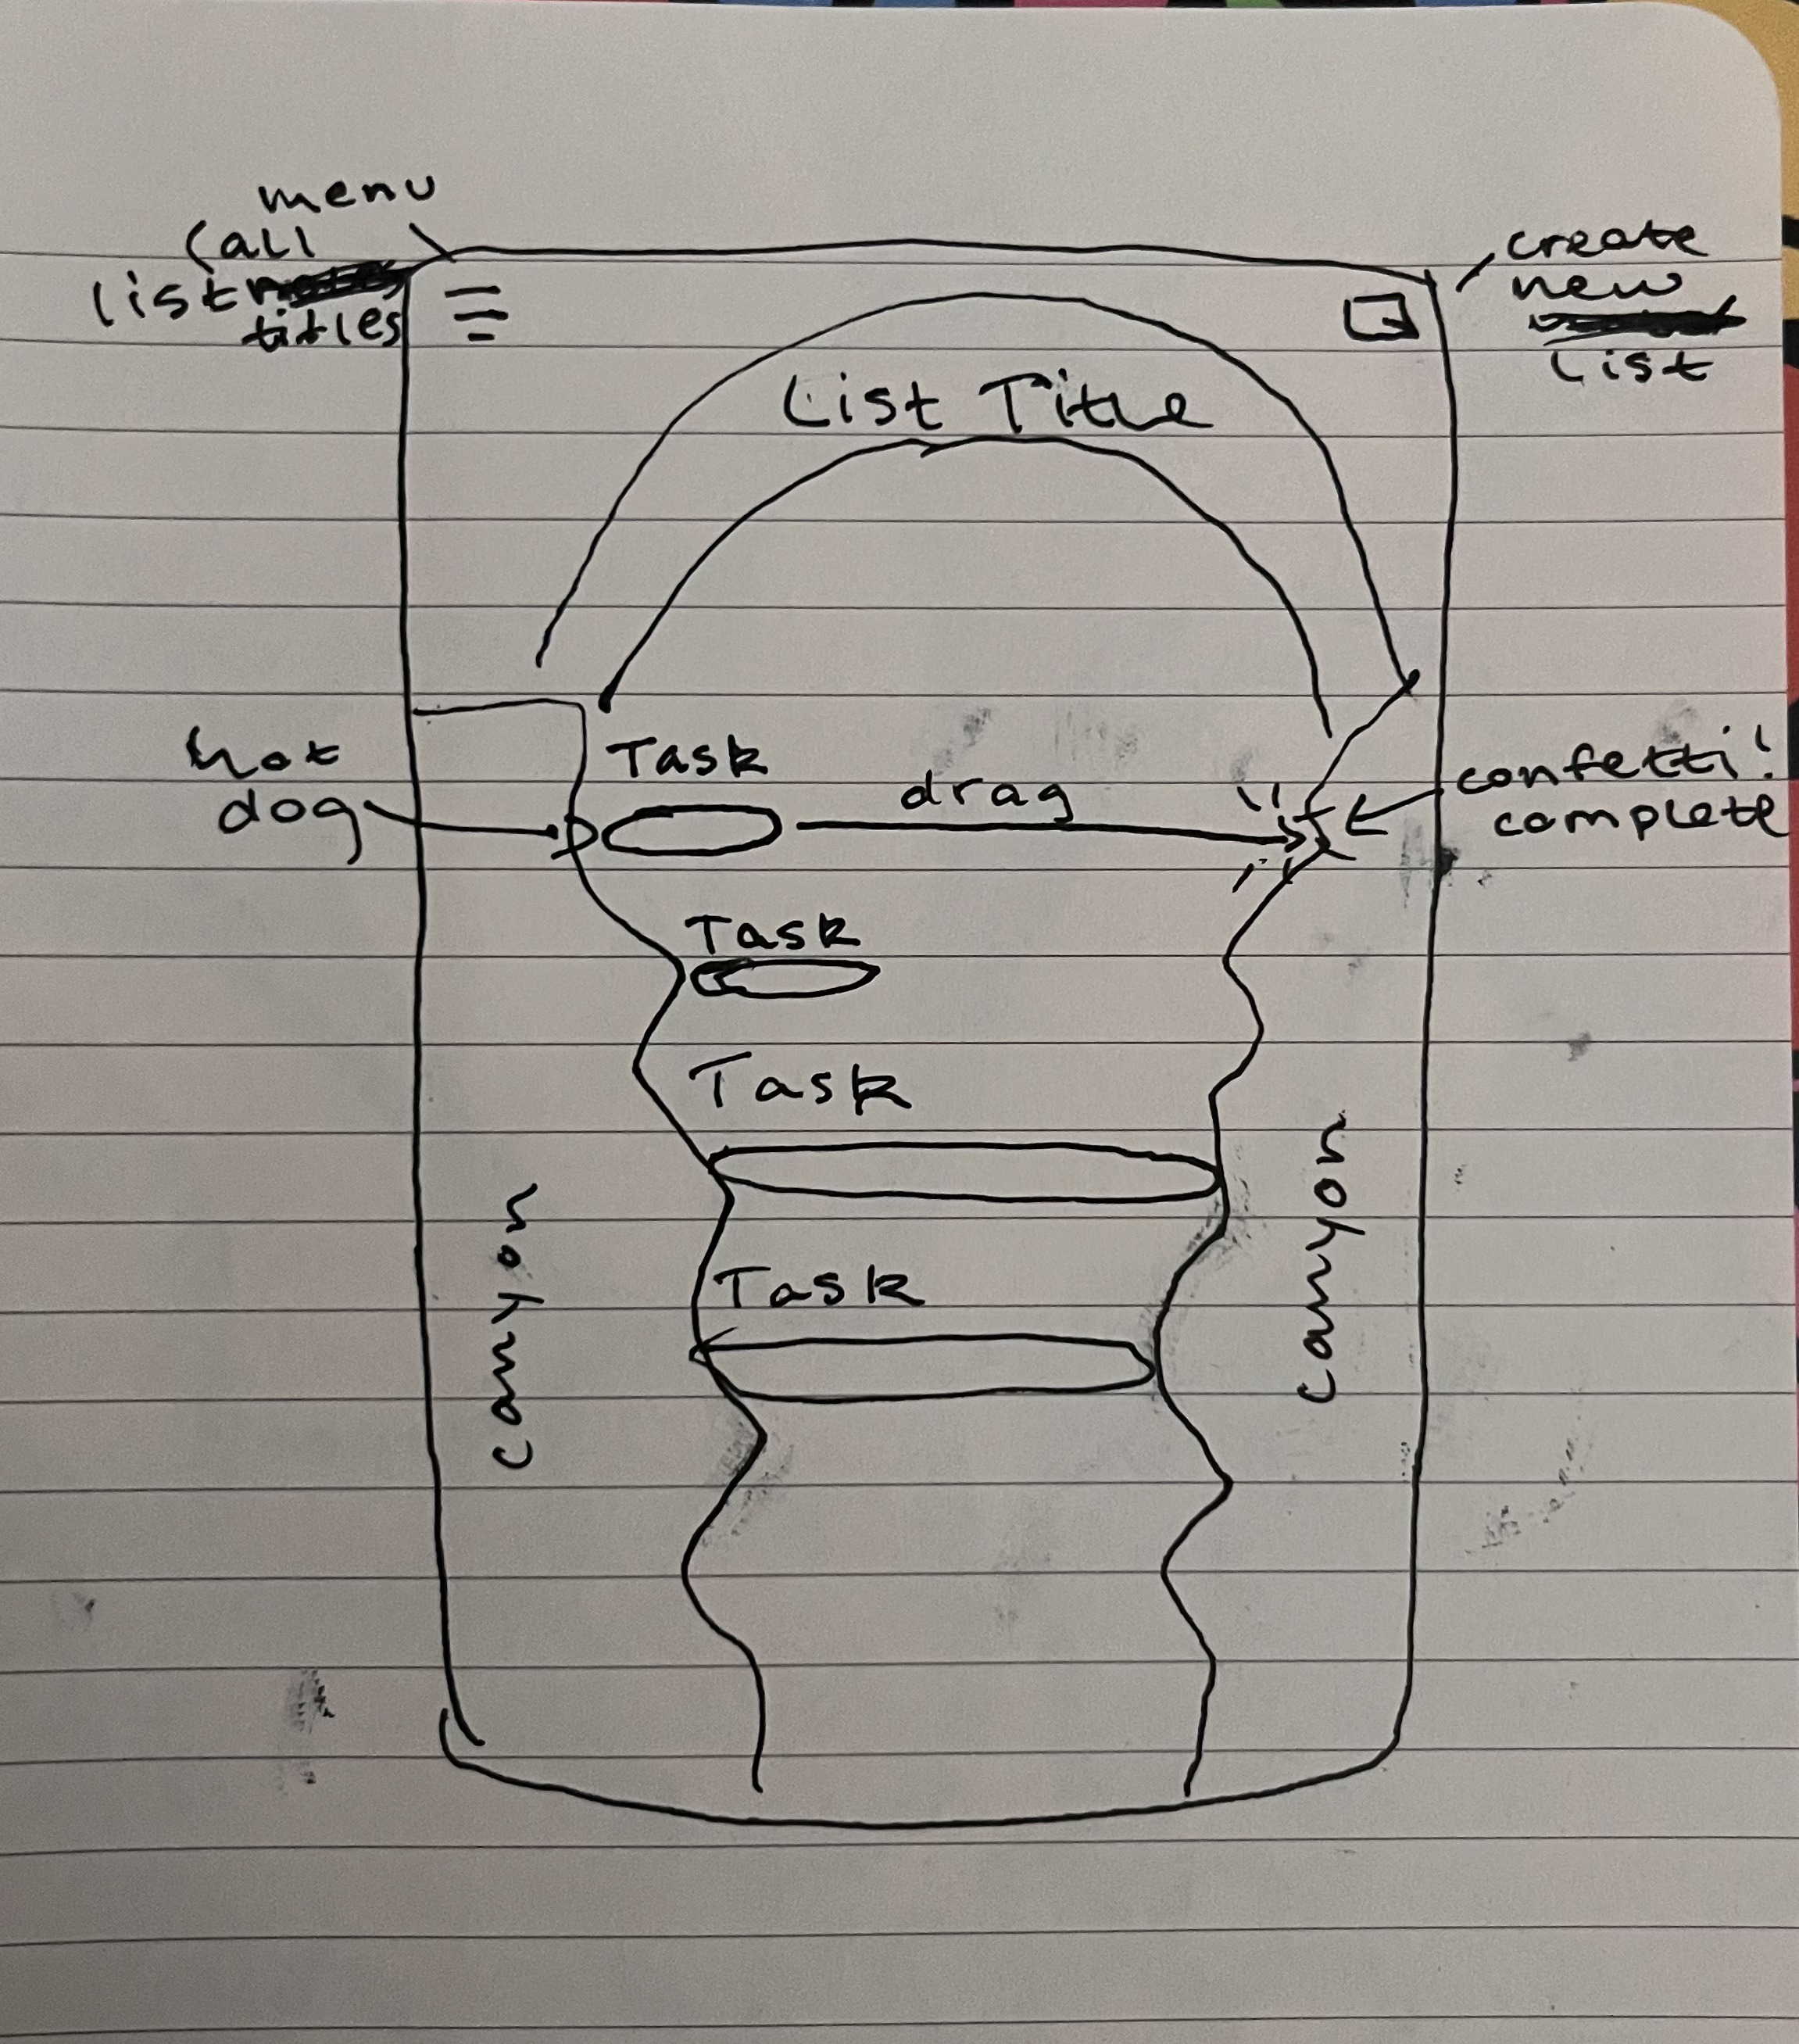 menu
(all
list
titles
create
new
list
List Title
hot
dog
Task
drag
confetti!
complete
Task
Task
Task
canyon
canyon